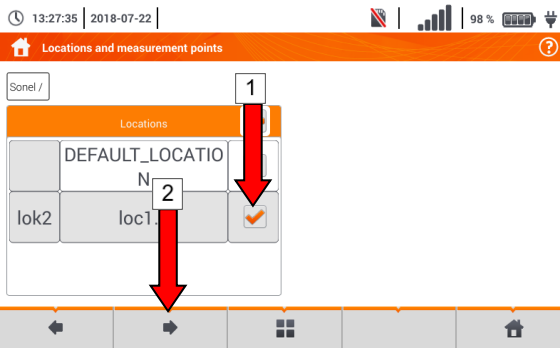 13:27:35 2018-07-22 98 %
Locations and measurement points
?
Sonel /
1
Locations
DEFAULT_LOCATIO
N
2
lok2 loc1.